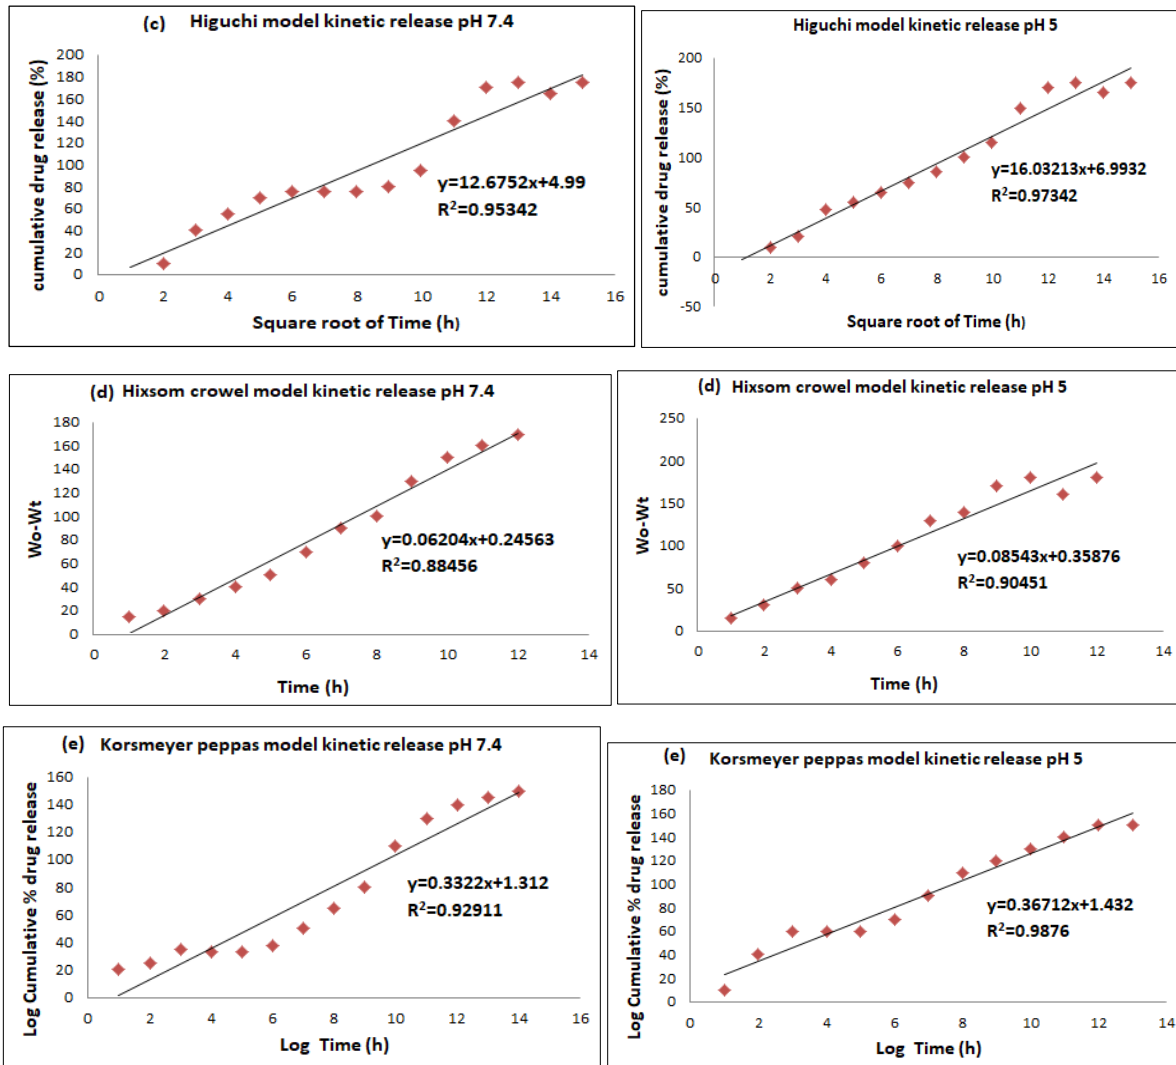 (c) Higuchi model kinetic release pH 7.4
cumulative drug release (%)
200
180
160
140
120
100
80
60
40
20
0
y=12.6752x+4.99
R²=0.95342
0 2 4 6 8 10 12 14 16
Square root of Time (h)
Higuchi model kinetic release pH 5
cumulative drug release (%)
200
150
100
50
0
-50
y=16.03213x+6.9932
R²=0.97342
0 2 4 6 8 10 12 14 16
Square root of Time (h)
(d) Hixsom crowel model kinetic release pH 7.4
Wo-Wt
180
160
140
120
100
80
60
40
20
0
y=0.06204x+0.24563
R²=0.88456
0 2 4 6 8 10 12 14
Time (h)
(d) Hixsom crowel model kinetic release pH 5
Wo-Wt
250
200
150
100
50
0
y=0.08543x+0.35876
R²=0.90451
0 2 4 6 8 10 12 14
Time (h)
(e) Korsmeyer peppas model kinetic release pH 7.4
Log Cumulative % drug release
160
140
120
100
80
60
40
20
0
y=0.3322x+1.312
R²=0.92911
0 2 4 6 8 10 12 14 16
Log Time (h)
(e) Korsmeyer peppas model kinetic release pH 5
Log Cumulative % drug release
180
160
140
120
100
80
60
40
20
0
y=0.36712x+1.432
R²=0.9876
0 2 4 6 8 10 12 14
Log Time (h)